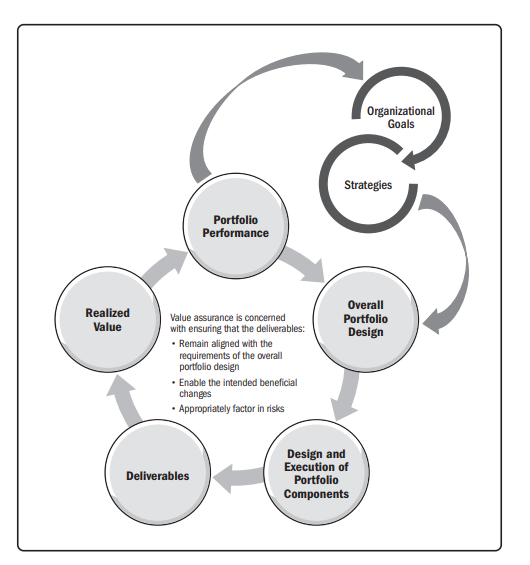 Organizational
Goals
Strategies
Portfolio
Performance
Overall
Portfolio
Design
Realized
Value
Value assurance is concerned
with ensuring that the deliverables:
• Remain aligned with the
requirements of the overall
portfolio design
• Enable the intended beneficial
changes
• Appropriately factor in risks
Design and
Execution of
Portfolio
Components
Deliverables